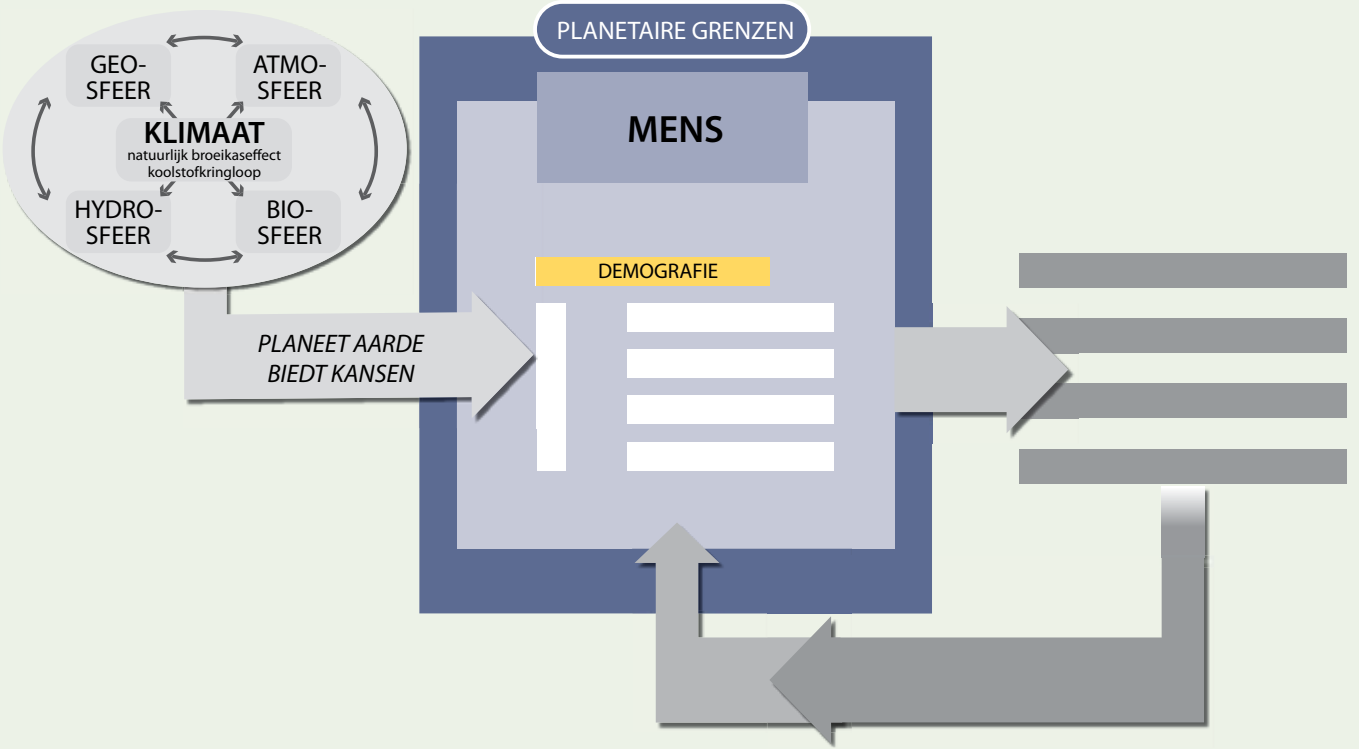 PLANETAIRE GRENZEN
GEO-
SFEER
ATMO-
SFEER
KLIMAAT
natuurlijk broeikaseffect
koolstofkringloop
HYDRO-
SFEER
BIO-
SFEER
MENS
DEMOGRAFIE
PLANEET AARDE
BIEDT KANSEN